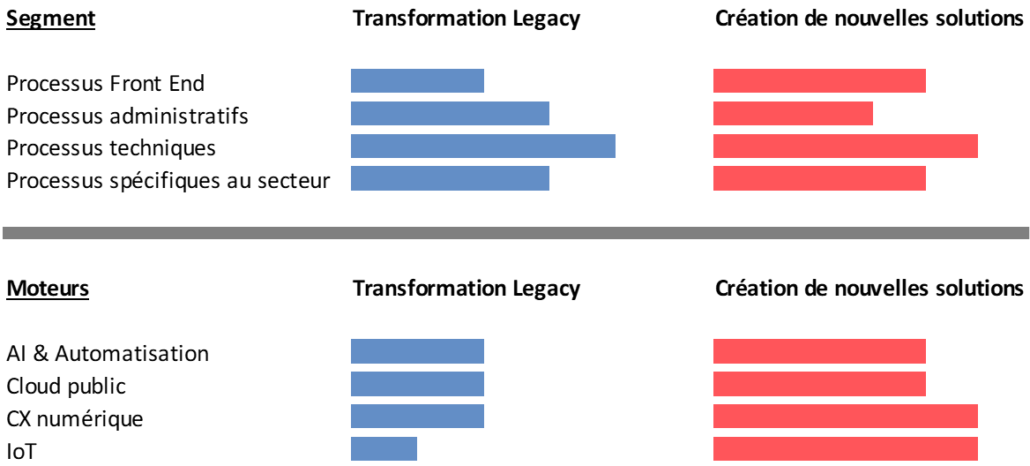 Segment Transformation Legacy Création de nouvelles solutions
Processus Front End
Processus administratifs
Processus techniques
Processus spécifiques au secteur
Moteurs Transformation Legacy Création de nouvelles solutions
AI & Automatisation
Cloud public
CX numérique
IoT